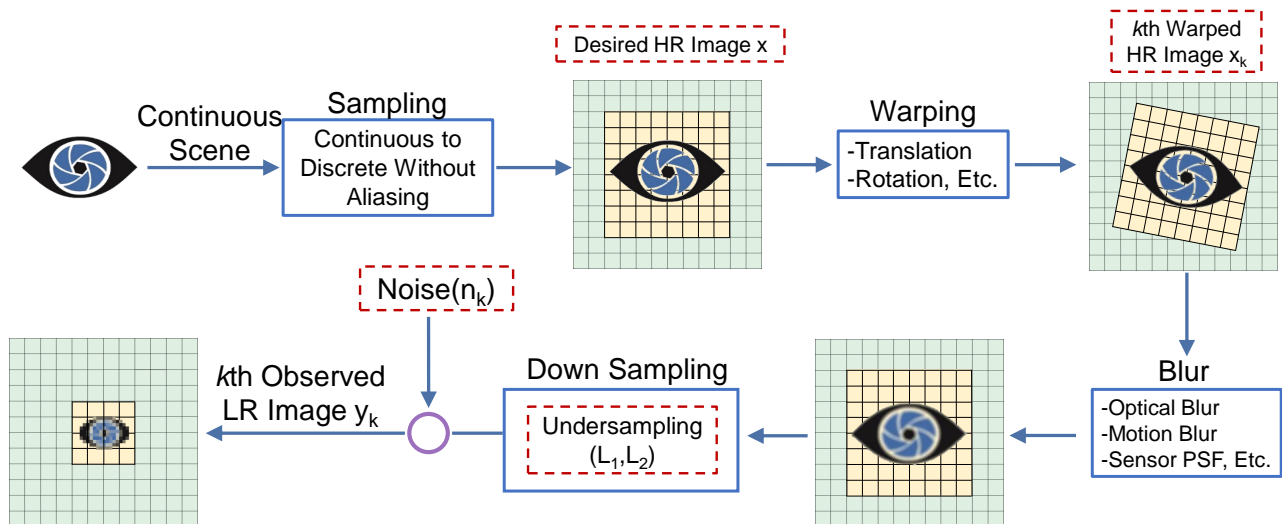 Continuous
Scene
Sampling
Continuous to
Discrete Without
Aliasing
Desired HR Image x
Warping
-Translation
-Rotation, Etc.
kth Warped
HR Image xₖ
Blur
-Optical Blur
-Motion Blur
-Sensor PSF, Etc.
Down Sampling
Undersampling
(L₁,L₂)
Noise(nₖ)
kth Observed
LR Image yₖ